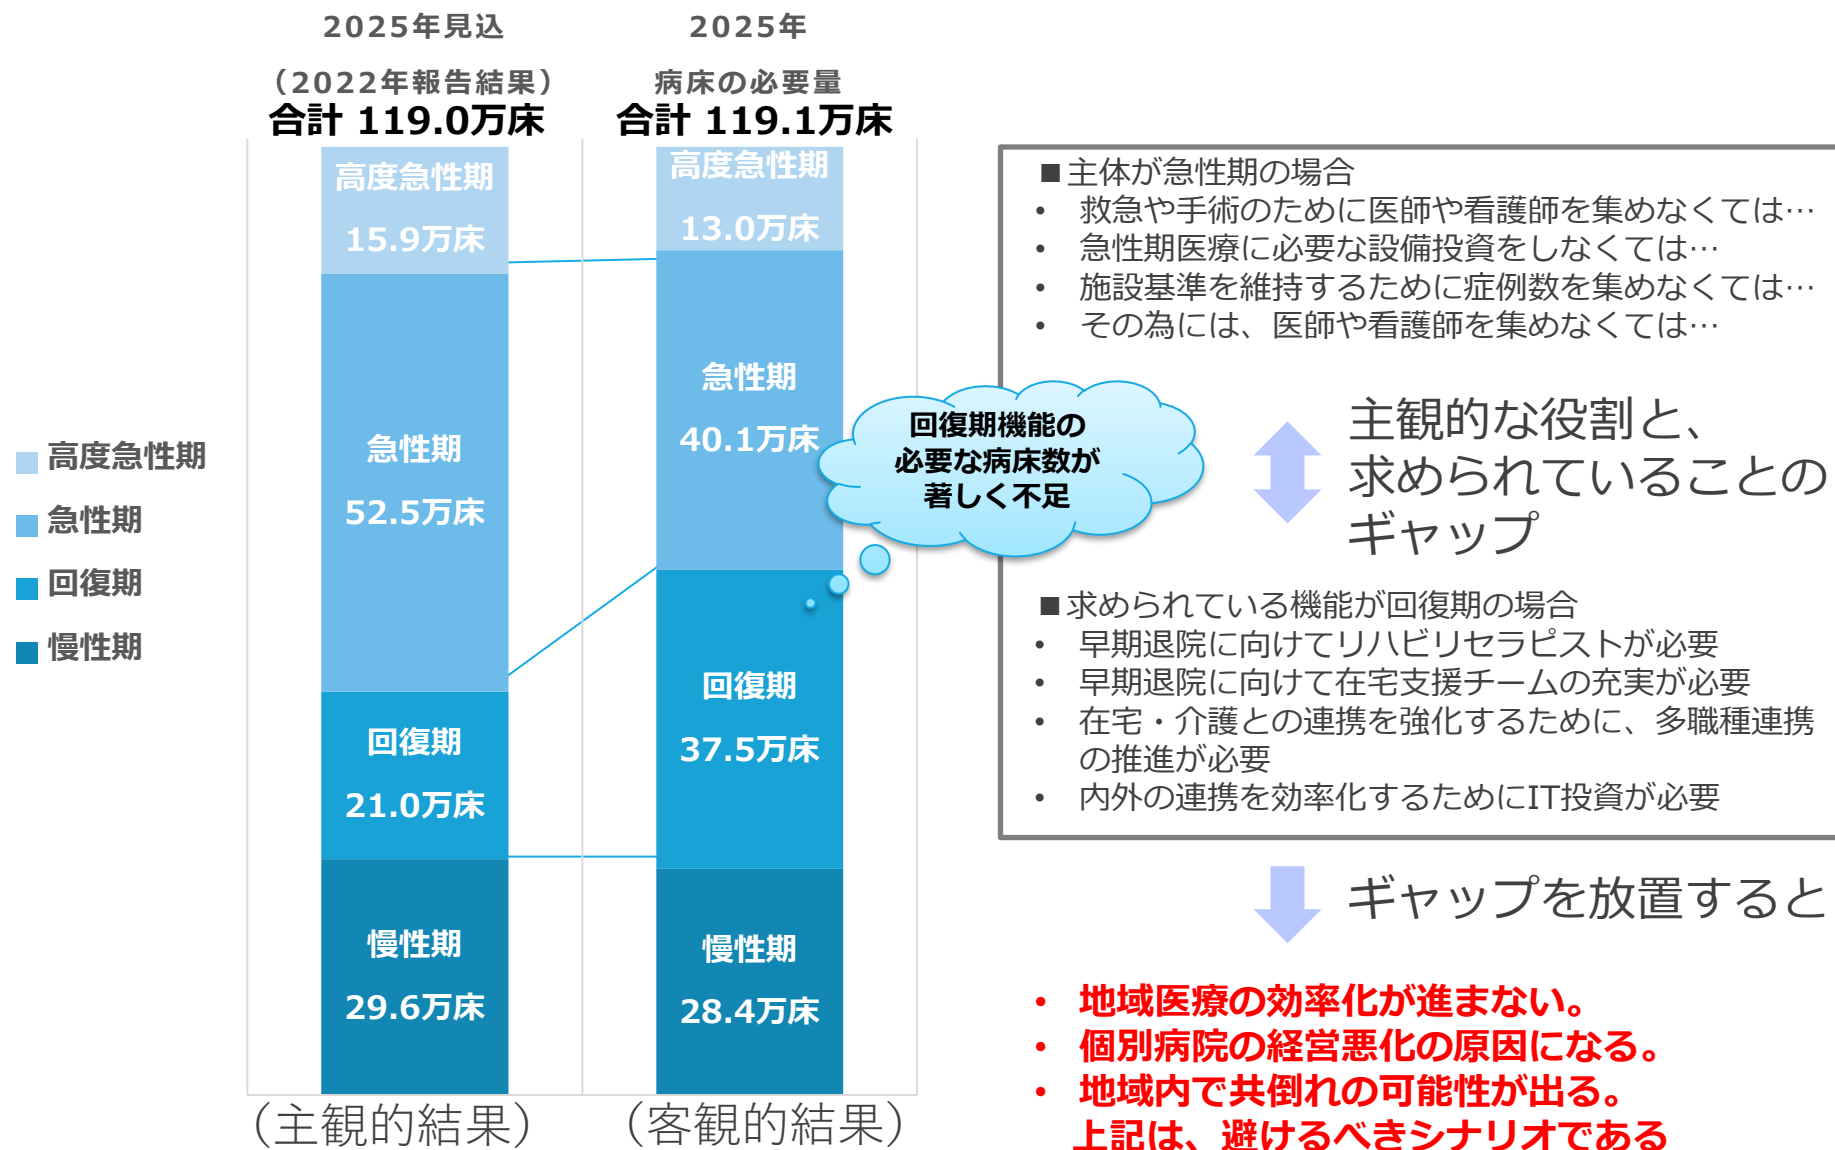 2025年見込
（2022年報告結果）
合計 119.0万床
2025年
病床の必要量
合計 119.1万床
高度急性期
急性期
回復期
慢性期
高度急性期
15.9万床
急性期
52.5万床
回復期
21.0万床
慢性期
29.6万床
（主観的結果）
高度急性期
13.0万床
急性期
40.1万床
回復期
37.5万床
慢性期
28.4万床
（客観的結果）
回復期機能の
必要な病床数が
著しく不足
■主体が急性期の場合
• 救急や手術のために医師や看護師を集めなくては…
• 急性期医療に必要な設備投資をしなくては…
• 施設基準を維持するために症例数を集めなくては…
• その為には、医師や看護師を集めなくては…
主観的な役割と、
求められていることの
ギャップ
■求められている機能が回復期の場合
• 早期退院に向けてリハビリセラピストが必要
• 早期退院に向けて在宅支援チームの充実が必要
• 在宅・介護との連携を強化するために、多職種連携
の推進が必要
• 内外の連携を効率化するためにIT投資が必要
ギャップを放置すると
• 地域医療の効率化が進まない。
• 個別病院の経営悪化の原因になる。
• 地域内で共倒れの可能性が出る。
上記は、避けるべきシナリオである